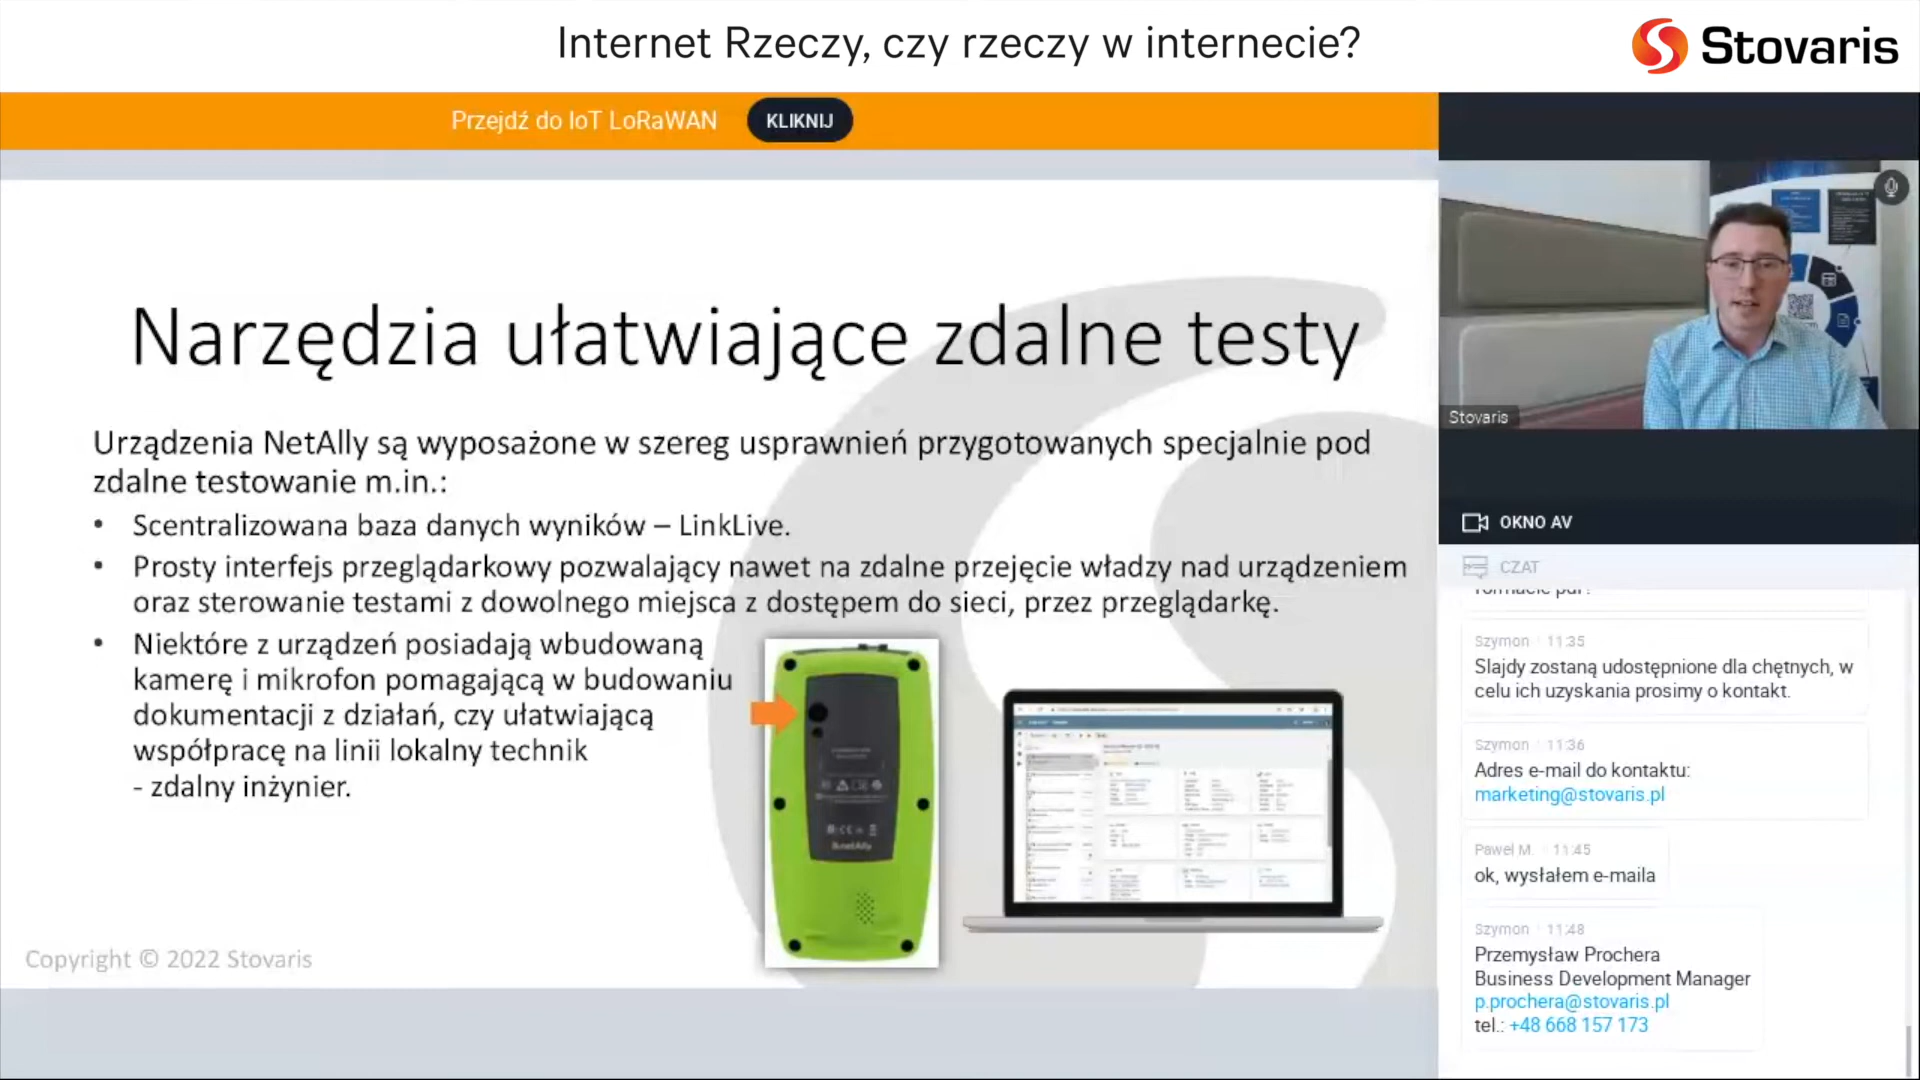 Internet Rzeczy, czy rzeczy w internecie?
Stovaris
Przejdź do IoT LoRaWAN
KLIKNIJ
Narzędzia ułatwiające zdalne testy
Urządzenia NetAlly są wyposażone w szereg usprawnień przygotowanych specjalnie pod
zdalne testowanie m.in.:
• Scentralizowana baza danych wyników – LinkLive.
• Prosty interfejs przeglądarkowy pozwalający nawet na zdalne przejęcie władzy nad urządzeniem
oraz sterowanie testami z dowolnego miejsca z dostępem do sieci, przez przeglądarkę.
• Niektóre z urządzeń posiadają wbudowaną
kamerę i mikrofon pomagającą w budowaniu
dokumentacji z działań, czy ułatwiającą
współpracę na linii lokalny technik
- zdalny inżynier.
netAlly
Copyright © 2022 Stovaris
Stovaris
OKNO AV
CZAT
formacie pdf?
Szymon 11:35
Slajdy zostaną udostępnione dla chętnych, w
celu ich uzyskania prosimy o kontakt.
Szymon 11:36
Adres e-mail do kontaktu:
marketing@stovaris.pl
Paweł M. 11:45
ok, wysłałem e-maila
Szymon 11:48
Przemysław Prochera
Business Development Manager
p.prochera@stovaris.pl
tel.: +48 668 157 173